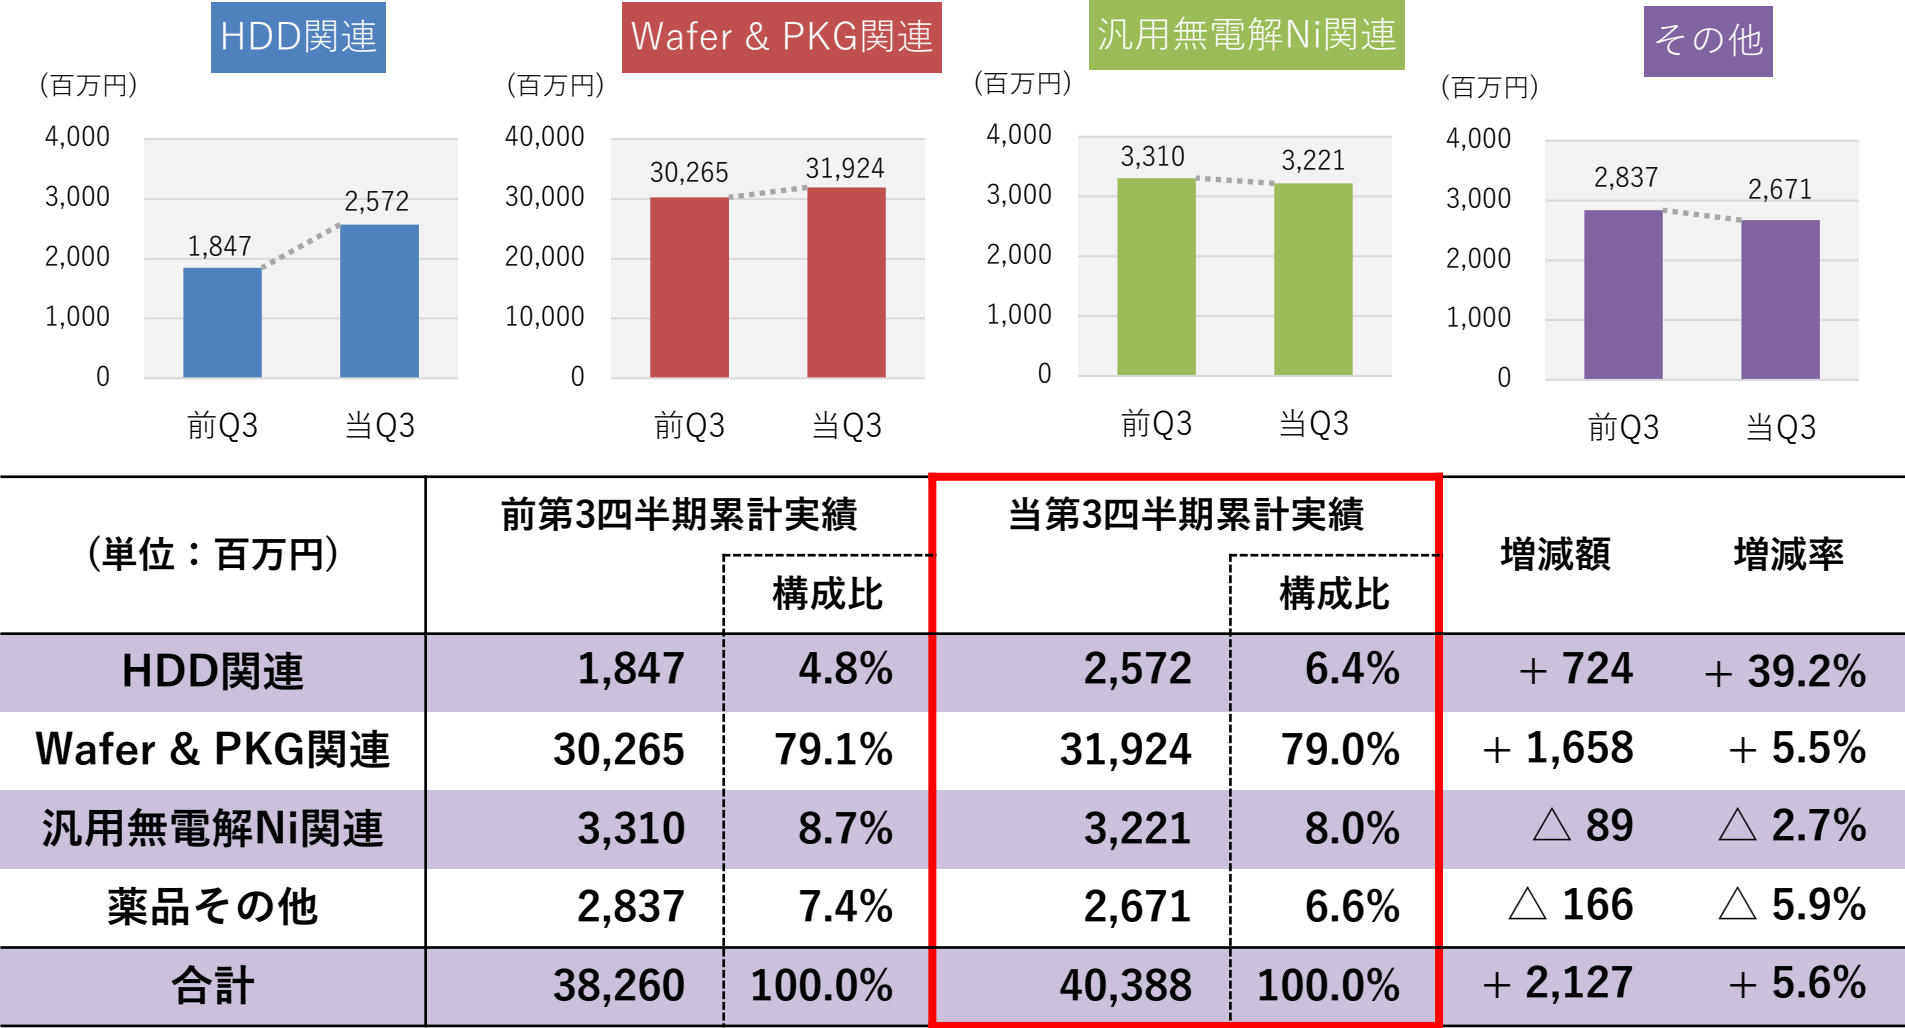 HDD関連
(百万円)
4,000
3,000
2,000
1,000
0
1,847
2,572
前Q3 当Q3
Wafer & PKG関連
(百万円)
40,000
30,000
20,000
10,000
0
30,265
31,924
前Q3 当Q3
汎用無電解Ni関連
(百万円)
4,000
3,000
2,000
1,000
0
3,310
3,221
前Q3 当Q3
その他
(百万円)
4,000
3,000
2,000
1,000
0
2,837
2,671
前Q3 当Q3
(単位：百万円) 前第3四半期累計実績 構成比 当第3四半期累計実績 構成比 増減額 増減率
HDD関連 1,847 4.8% 2,572 6.4% + 724 + 39.2%
Wafer & PKG関連 30,265 79.1% 31,924 79.0% + 1,658 + 5.5%
汎用無電解Ni関連 3,310 8.7% 3,221 8.0% △ 89 △ 2.7%
薬品その他 2,837 7.4% 2,671 6.6% △ 166 △ 5.9%
合計 38,260 100.0% 40,388 100.0% + 2,127 + 5.6%